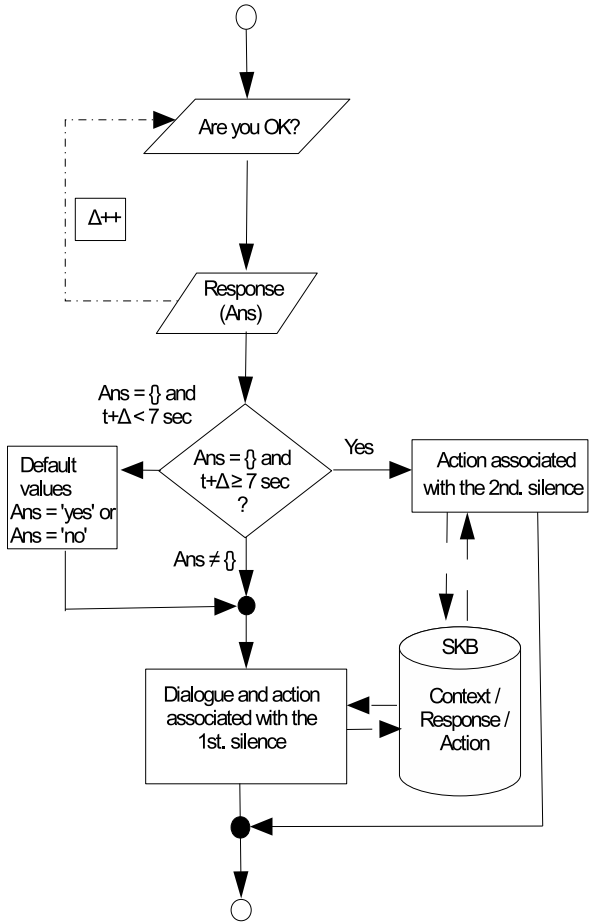 Are you OK?
Δ++
Response
(Ans)
Ans = {} and
t+Δ < 7 sec
Ans = {} and
t+Δ ≥ 7 sec
?
Yes
Action associated
with the 2nd. silence
Default
values
Ans = 'yes' or
Ans = 'no'
Ans ≠ {}
SKB
Context /
Response /
Action
Dialogue and action
associated with the
1st. silence